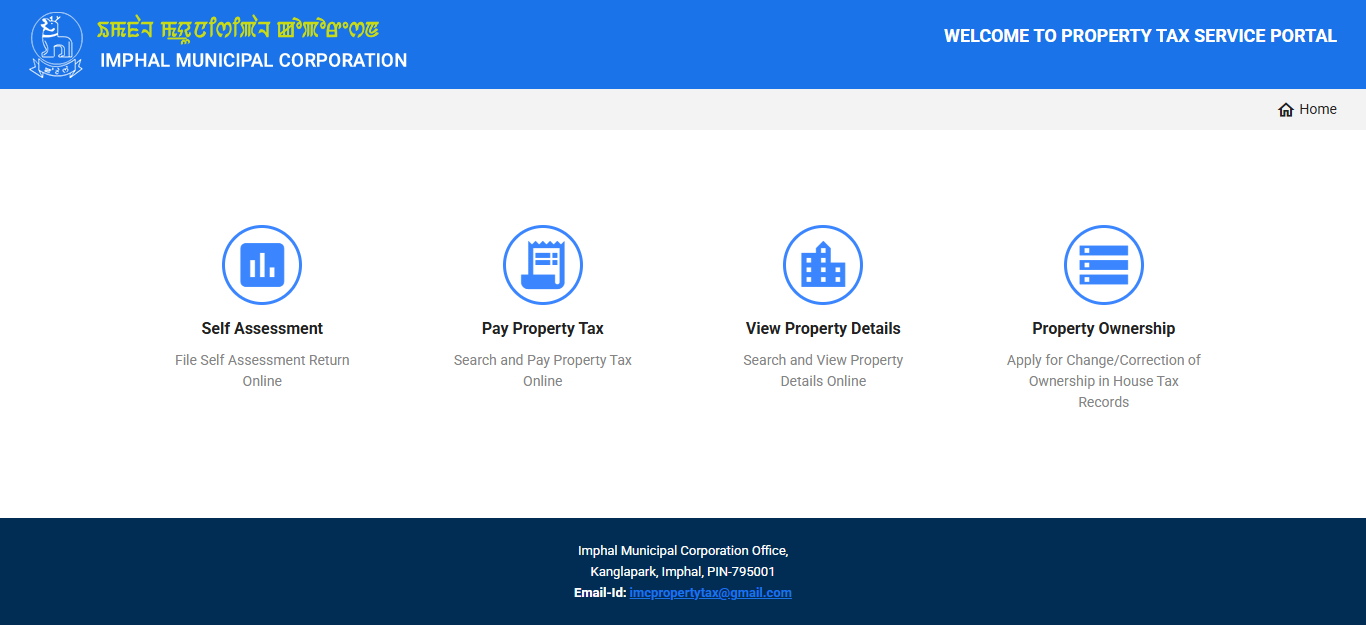 IMPHAL MUNICIPAL CORPORATION
WELCOME TO PROPERTY TAX SERVICE PORTAL
Home
Self Assessment
File Self Assessment Return
Online
Pay Property Tax
Search and Pay Property Tax
Online
View Property Details
Search and View Property
Details Online
Property Ownership
Apply for Change/Correction of
Ownership in House Tax
Records
Imphal Municipal Corporation Office,
Kanglapark, Imphal, PIN-795001
Email-Id: imcpropertytax@gmail.com